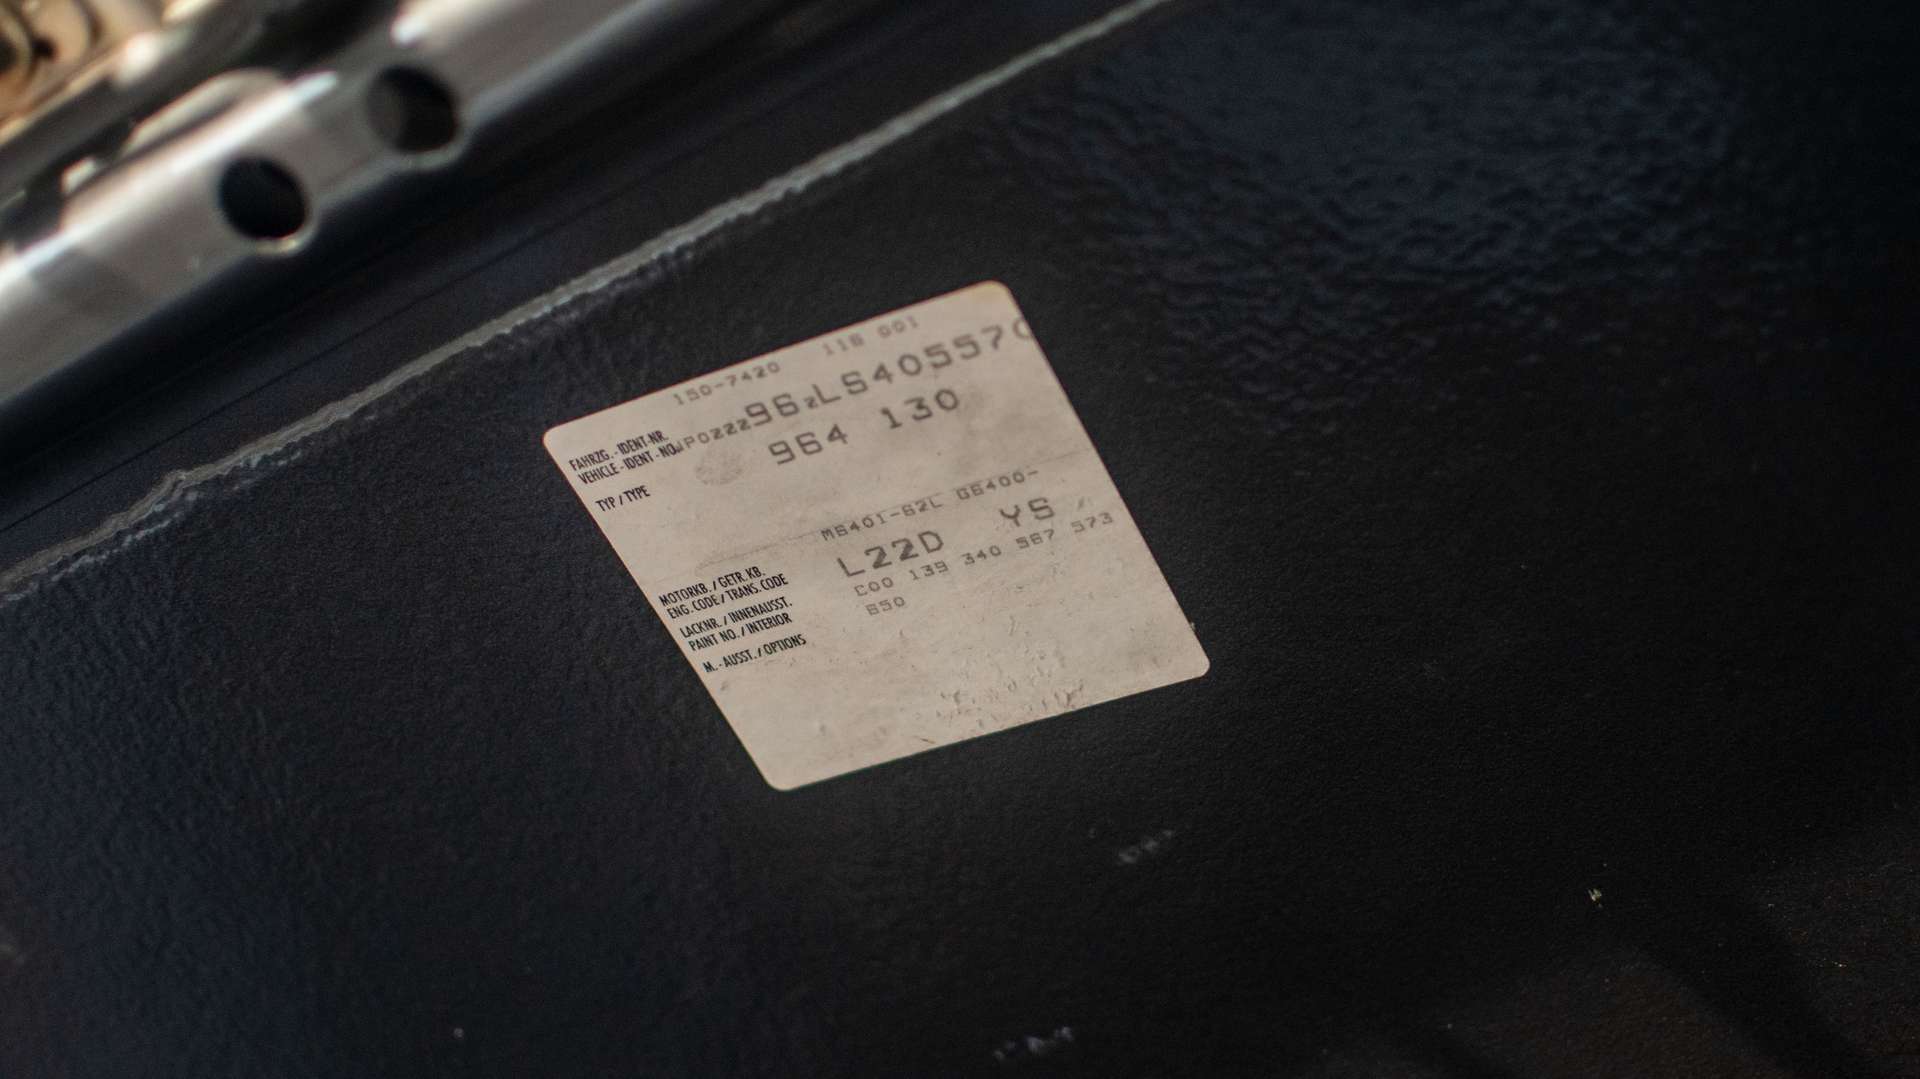 150-7420 118 001
FAHRZG.-IDENT-NR.
VEHICLE-IDENT-NO. WP0ZZZ96ZLS405570
TYP / TYPE 964 130
MOTORKB. / GETR. KB.
ENG. CODE / TRANS. CODE M6401-62L G6400-
LACKNR. / INNENAUSST.
PAINT NO. / INTERIOR L22D YS
M.-AUSST. / OPTIONS C00 139 340 567 573
650